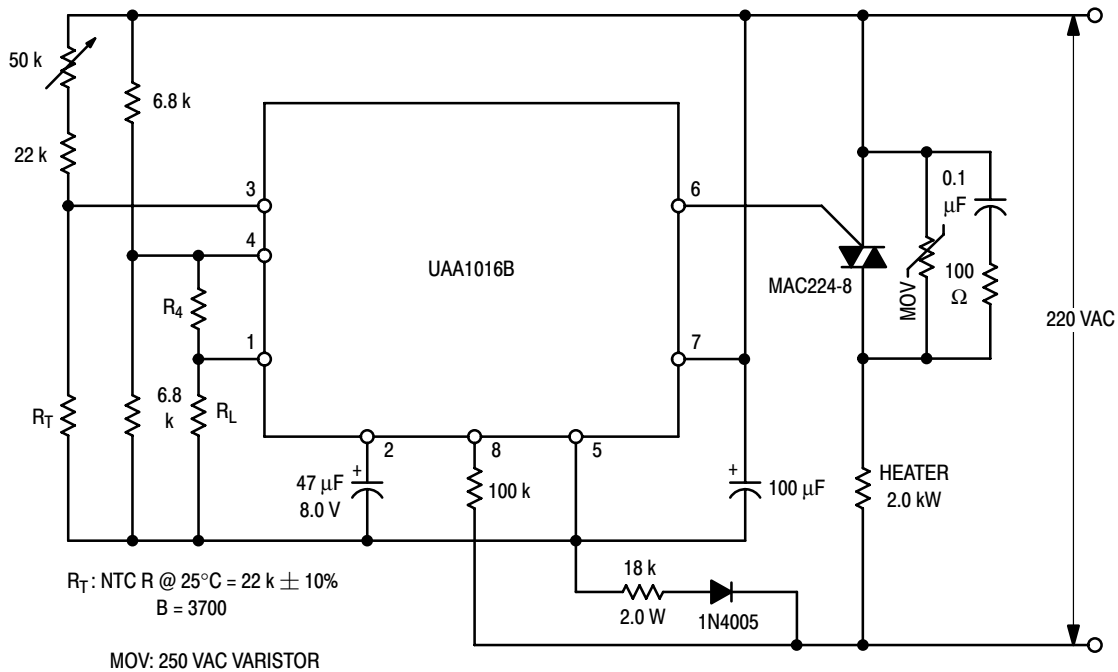 50 k
6.8 k
22 k
3
6
0.1
μF
4
UAA1016B
MAC224-8
MOV
100
Ω
220 VAC
R4
1
7
RT
6.8
k
RL
2
8
5
47 μF
8.0 V
+
100 k
+
100 μF
HEATER
2.0 kW
RT: NTC R @ 25°C = 22 k ± 10%
B = 3700
18 k
2.0 W
1N4005
MOV: 250 VAC VARISTOR